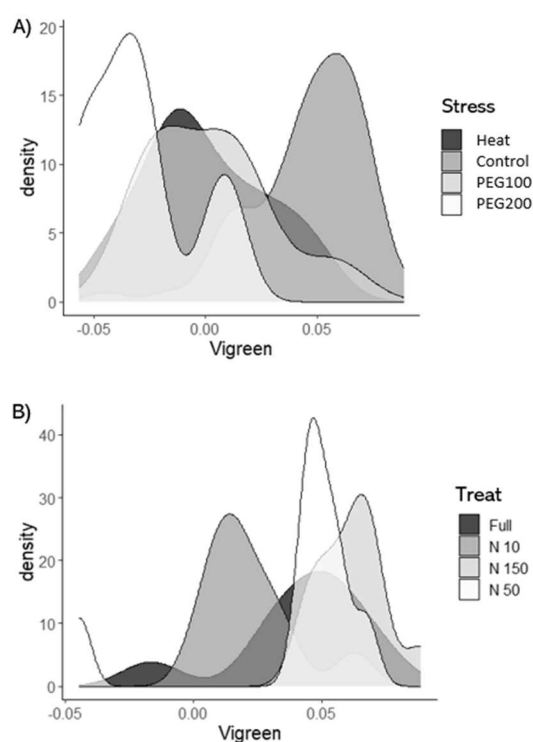 A)
20
15
10
5
0
density
-0.05
0.00
0.05
Vigreen
Stress
Heat
Control
PEG100
PEG200
B)
40
30
20
10
0
density
-0.05
0.00
0.05
Vigreen
Treat
Full
N 10
N 150
N 50